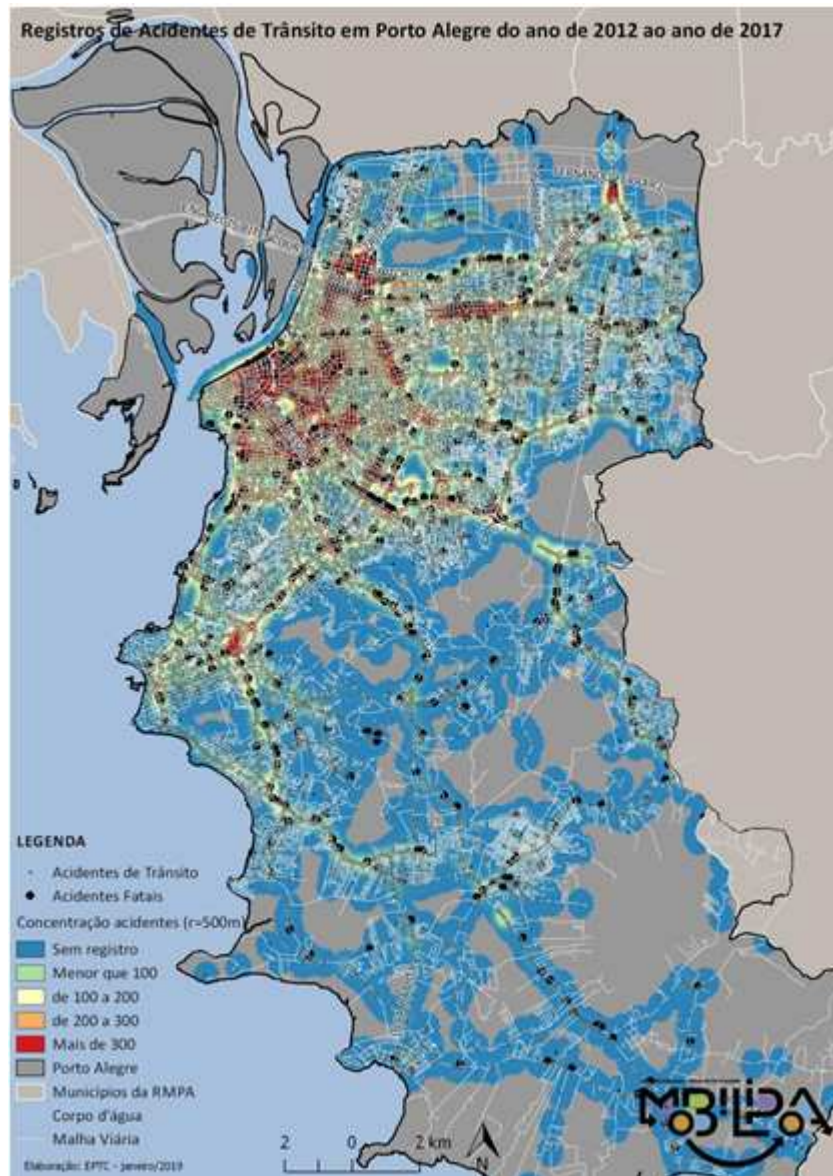 Registros de Acidentes de Trânsito em Porto Alegre do ano de 2012 ao ano de 2017
LEGENDA
Acidentes de Trânsito
Acidentes Fatais
Concentração acidentes (r=500m)
Sem registro
Menor que 100
de 100 a 200
de 200 a 300
Mais de 300
Porto Alegre
Municípios da RMPA
Corpo d'água
Malha Viária
Elaboração: EPTC - janeiro/2019
2 0 2 km
N